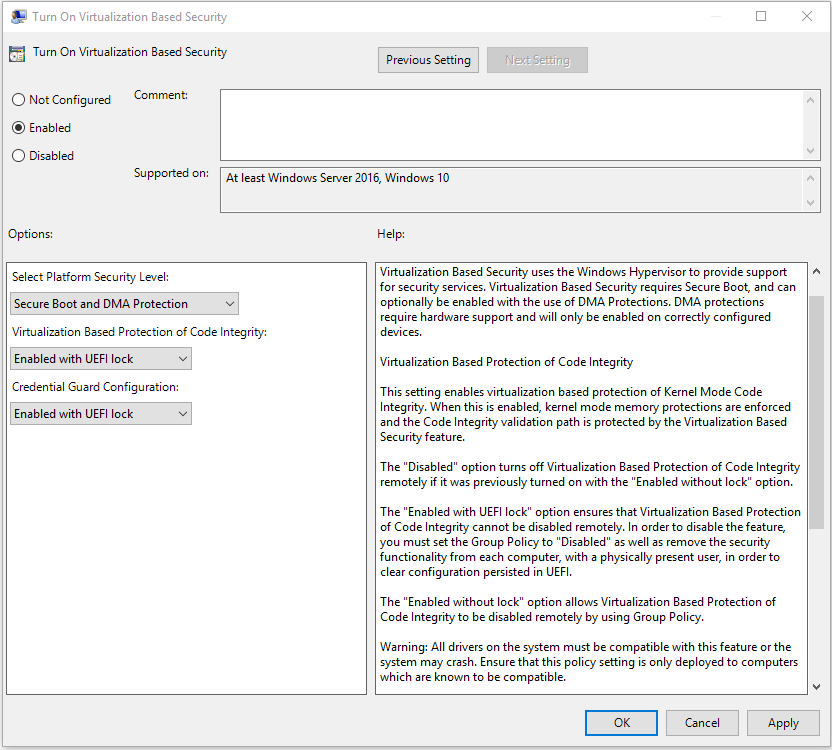 Turn On Virtualization Based Security
Turn On Virtualization Based Security
Previous Setting
Next Setting
Not Configured
Enabled
Disabled
Comment:
Supported on:
At least Windows Server 2016, Windows 10
Options:
Select Platform Security Level:
Secure Boot and DMA Protection
Virtualization Based Protection of Code Integrity:
Enabled with UEFI lock
Credential Guard Configuration:
Enabled with UEFI lock
Help:
Virtualization Based Security uses the Windows Hypervisor to provide support
for security services. Virtualization Based Security requires Secure Boot, and can
optionally be enabled with the use of DMA Protections. DMA protections
require hardware support and will only be enabled on correctly configured
devices.
Virtualization Based Protection of Code Integrity
This setting enables virtualization based protection of Kernel Mode Code
Integrity. When this is enabled, kernel mode memory protections are enforced
and the Code Integrity validation path is protected by the Virtualization Based
Security feature.
The "Disabled" option turns off Virtualization Based Protection of Code Integrity
remotely if it was previously turned on with the "Enabled without lock" option.
The "Enabled with UEFI lock" option ensures that Virtualization Based Protection
of Code Integrity cannot be disabled remotely. In order to disable the feature,
you must set the Group Policy to "Disabled" as well as remove the security
functionality from each computer, with a physically present user, in order to
clear configuration persisted in UEFI.
The "Enabled without lock" option allows Virtualization Based Protection of
Code Integrity to be disabled remotely by using Group Policy.
Warning: All drivers on the system must be compatible with this feature or the
system may crash. Ensure that this policy setting is only deployed to computers
which are known to be compatible.
OK
Cancel
Apply